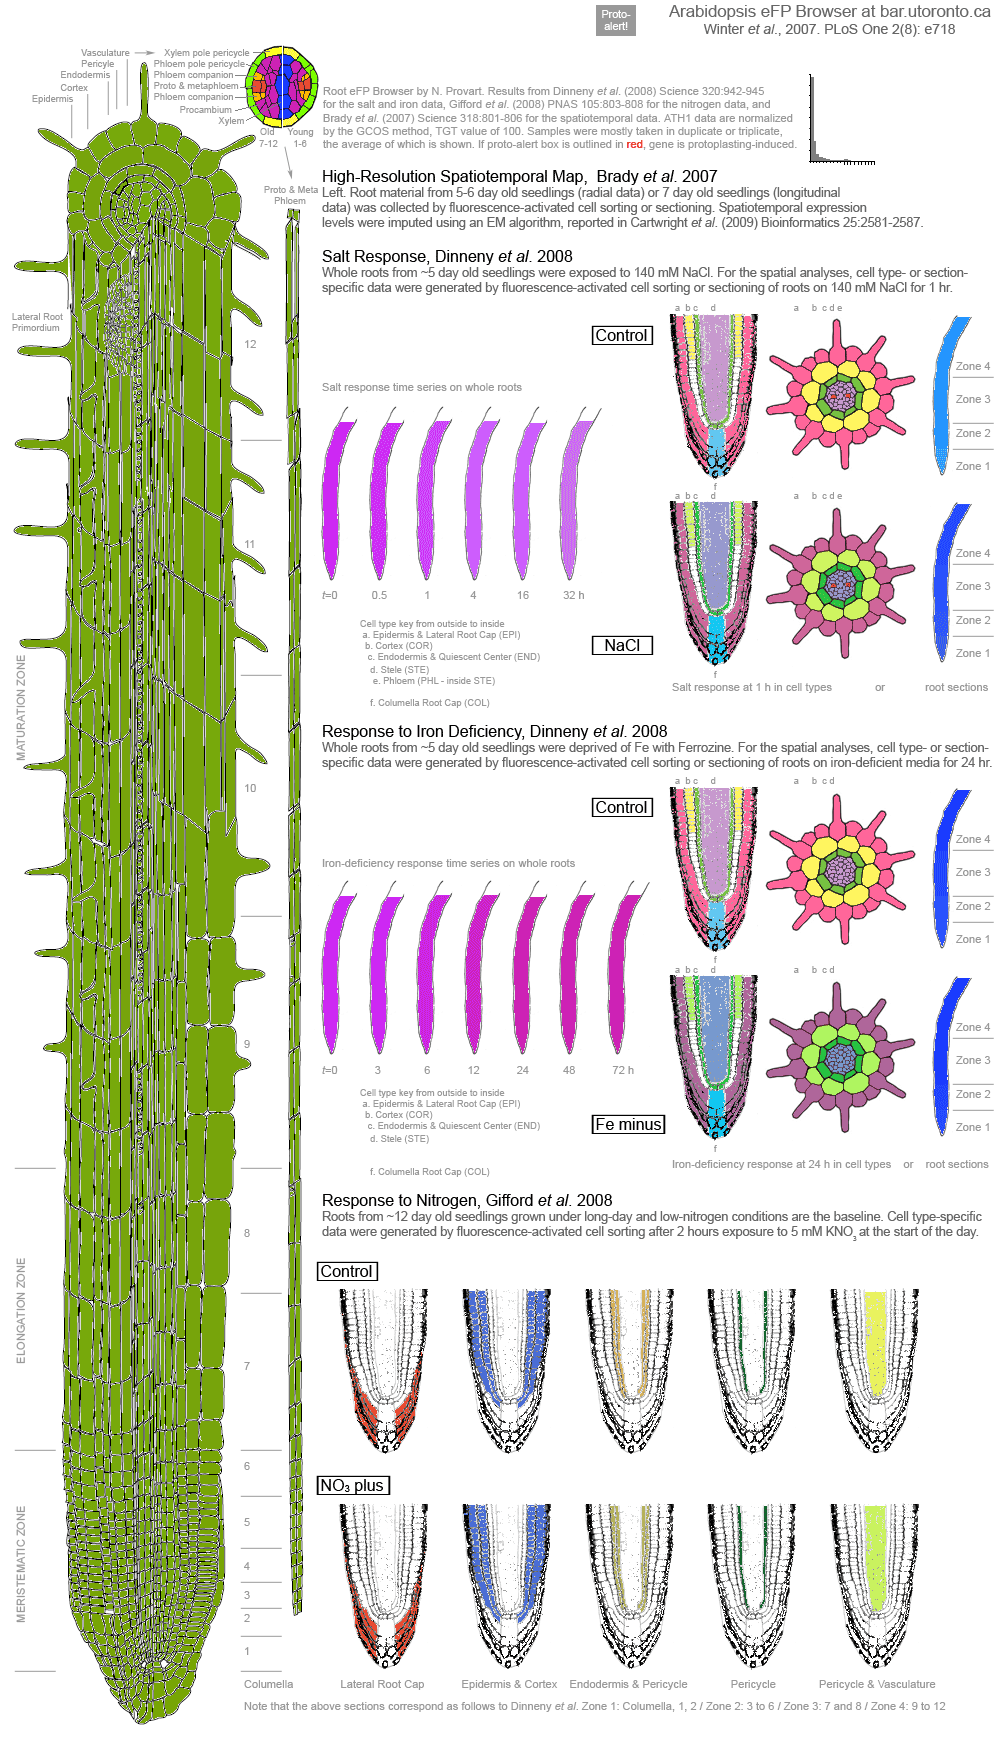 Proto-
alert!
Arabidopsis eFP Browser at bar.utoronto.ca
Winter et al., 2007. PLoS One 2(8): e718
Vasculature
Pericyle
Endodermis
Cortex
Epidermis
Xylem pole pericycle
Phloem pole pericycle
Phloem companion
Proto & metaphloem
Phloem companion
Procambium
Xylem
Old
7-12
Young
1-6
Proto & Meta
Phloem
Root eFP Browser by N. Provart. Results from Dinneny et al. (2008) Science 320:942-945
for the salt and iron data, Gifford et al. (2008) PNAS 105:803-808 for the nitrogen data, and
Brady et al. (2007) Science 318:801-806 for the spatiotemporal data. ATH1 data are normalized
by the GCOS method, TGT value of 100. Samples were mostly taken in duplicate or triplicate,
the average of which is shown. If proto-alert box is outlined in red, gene is protoplasting-induced.
High-Resolution Spatiotemporal Map, Brady et al. 2007
Left. Root material from 5-6 day old seedlings (radial data) or 7 day old seedlings (longitudinal
data) was collected by fluorescence-activated cell sorting or sectioning. Spatiotemporal expression
levels were imputed using an EM algorithm, reported in Cartwright et al. (2009) Bioinformatics 25:2581-2587.
Salt Response, Dinneny et al. 2008
Whole roots from ~5 day old seedlings were exposed to 140 mM NaCl. For the spatial analyses, cell type- or section-
specific data were generated by fluorescence-activated cell sorting or sectioning of roots on 140 mM NaCl for 1 hr.
Control
a b c d
a b c d e
Zone 4
Zone 3
Zone 2
Zone 1
f
Salt response time series on whole roots
t=0 0.5 1 4 16 32 h
Cell type key from outside to inside
a. Epidermis & Lateral Root Cap (EPI)
b. Cortex (COR)
c. Endodermis & Quiescent Center (END)
d. Stele (STE)
e. Phloem (PHL - inside STE)
f. Columella Root Cap (COL)
NaCl
a b c d
a b c d e
Zone 4
Zone 3
Zone 2
Zone 1
f
Salt response at 1 h in cell types or root sections
Response to Iron Deficiency, Dinneny et al. 2008
Whole roots from ~5 day old seedlings were deprived of Fe with Ferrozine. For the spatial analyses, cell type- or section-
specific data were generated by fluorescence-activated cell sorting or sectioning of roots on iron-deficient media for 24 hr.
Control
a b c d
a b c d
Zone 4
Zone 3
Zone 2
Zone 1
f
Iron-deficiency response time series on whole roots
t=0 3 6 12 24 48 72 h
Cell type key from outside to inside
a. Epidermis & Lateral Root Cap (EPI)
b. Cortex (COR)
c. Endodermis & Quiescent Center (END)
d. Stele (STE)
f. Columella Root Cap (COL)
Fe minus
a b c d
a b c d
Zone 4
Zone 3
Zone 2
Zone 1
f
Iron-deficiency response at 24 h in cell types or root sections
Response to Nitrogen, Gifford et al. 2008
Roots from ~12 day old seedlings grown under long-day and low-nitrogen conditions are the baseline. Cell type-specific
data were generated by fluorescence-activated cell sorting after 2 hours exposure to 5 mM KNO3 at the start of the day.
Control
NO3 plus
Lateral Root Cap
Epidermis & Cortex
Endodermis & Pericycle
Pericycle
Pericycle & Vasculature
Note that the above sections correspond as follows to Dinneny et al. Zone 1: Columella, 1, 2 / Zone 2: 3 to 6 / Zone 3: 7 and 8 / Zone 4: 9 to 12
Lateral Root
Primordium
MATURATION ZONE
ELONGATION ZONE
MERISTEMATIC ZONE
12
11
10
9
8
7
6
5
4
3
2
1
Columella